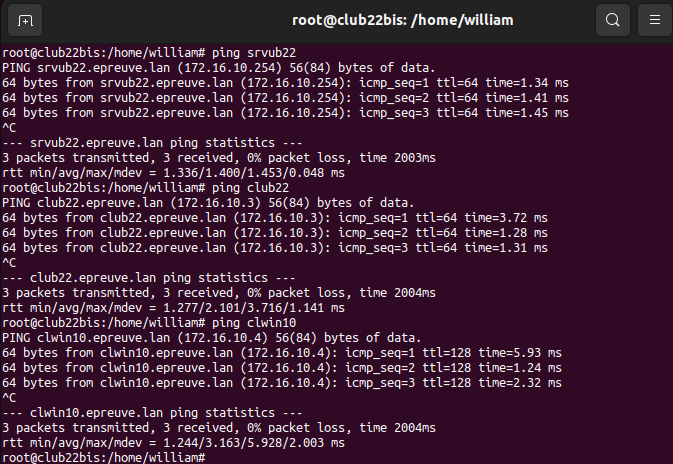 root@club22bis: /home/william
root@club22bis:/home/william# ping srvub22
PING srvub22.epreuve.lan (172.16.10.254) 56(84) bytes of data.
64 bytes from srvub22.epreuve.lan (172.16.10.254): icmp_seq=1 ttl=64 time=1.34 ms
64 bytes from srvub22.epreuve.lan (172.16.10.254): icmp_seq=2 ttl=64 time=1.41 ms
64 bytes from srvub22.epreuve.lan (172.16.10.254): icmp_seq=3 ttl=64 time=1.45 ms
^C
--- srvub22.epreuve.lan ping statistics ---
3 packets transmitted, 3 received, 0% packet loss, time 2003ms
rtt min/avg/max/mdev = 1.336/1.400/1.453/0.048 ms
root@club22bis:/home/william# ping club22
PING club22.epreuve.lan (172.16.10.3) 56(84) bytes of data.
64 bytes from club22.epreuve.lan (172.16.10.3): icmp_seq=1 ttl=64 time=3.72 ms
64 bytes from club22.epreuve.lan (172.16.10.3): icmp_seq=2 ttl=64 time=1.28 ms
64 bytes from club22.epreuve.lan (172.16.10.3): icmp_seq=3 ttl=64 time=1.31 ms
^C
--- club22.epreuve.lan ping statistics ---
3 packets transmitted, 3 received, 0% packet loss, time 2004ms
rtt min/avg/max/mdev = 1.277/2.101/3.716/1.141 ms
root@club22bis:/home/william# ping clwin10
PING clwin10.epreuve.lan (172.16.10.4) 56(84) bytes of data.
64 bytes from clwin10.epreuve.lan (172.16.10.4): icmp_seq=1 ttl=128 time=5.93 ms
64 bytes from clwin10.epreuve.lan (172.16.10.4): icmp_seq=2 ttl=128 time=1.24 ms
64 bytes from clwin10.epreuve.lan (172.16.10.4): icmp_seq=3 ttl=128 time=2.32 ms
^C
--- clwin10.epreuve.lan ping statistics ---
3 packets transmitted, 3 received, 0% packet loss, time 2004ms
rtt min/avg/max/mdev = 1.244/3.163/5.928/2.003 ms
root@club22bis:/home/william#